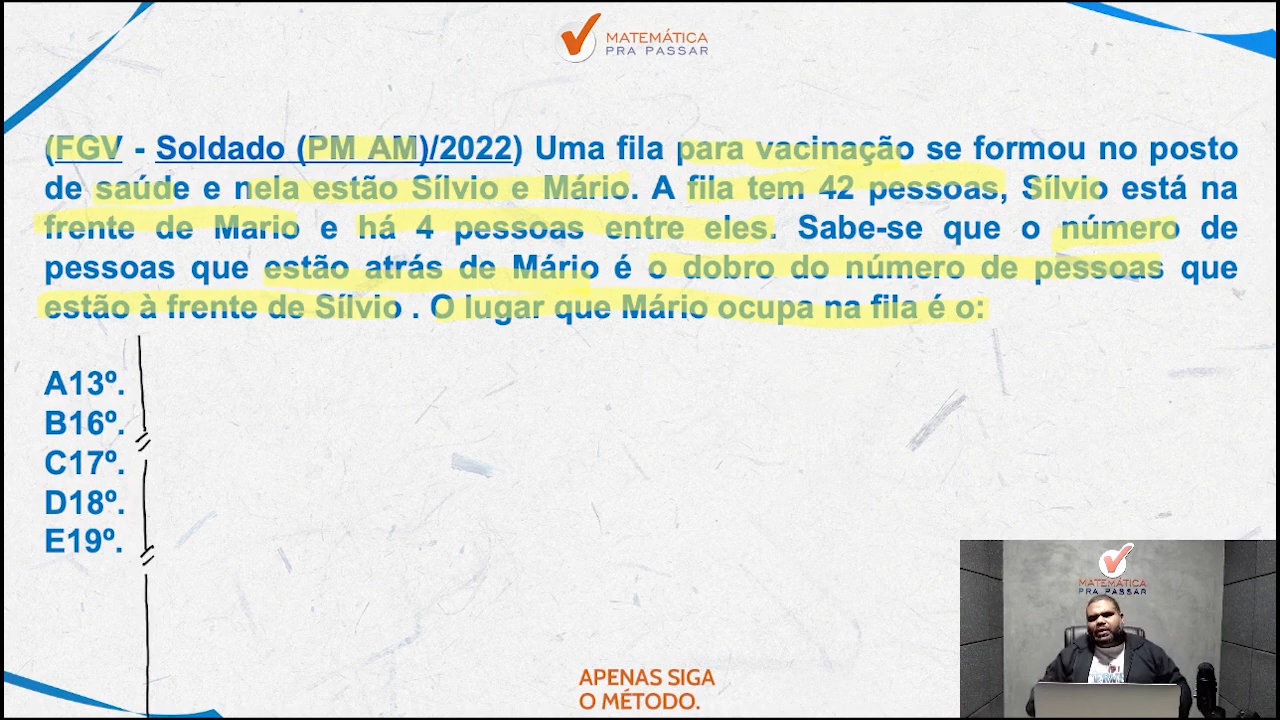 MATEMÁTICA
PRA PASSAR
(FGV - Soldado (PM AM)/2022) Uma fila para vacinação se formou no posto
de saúde e nela estão Sílvio e Mário. A fila tem 42 pessoas, Sílvio está na
frente de Mario e há 4 pessoas entre eles. Sabe-se que o número de
pessoas que estão atrás de Mário é o dobro do número de pessoas que
estão à frente de Sílvio . O lugar que Mário ocupa na fila é o:
A13º.
B16º.
C17º.
D18º.
E19º.
MATEMÁTICA
PRA PASSAR
APENAS SIGA
O MÉTODO.